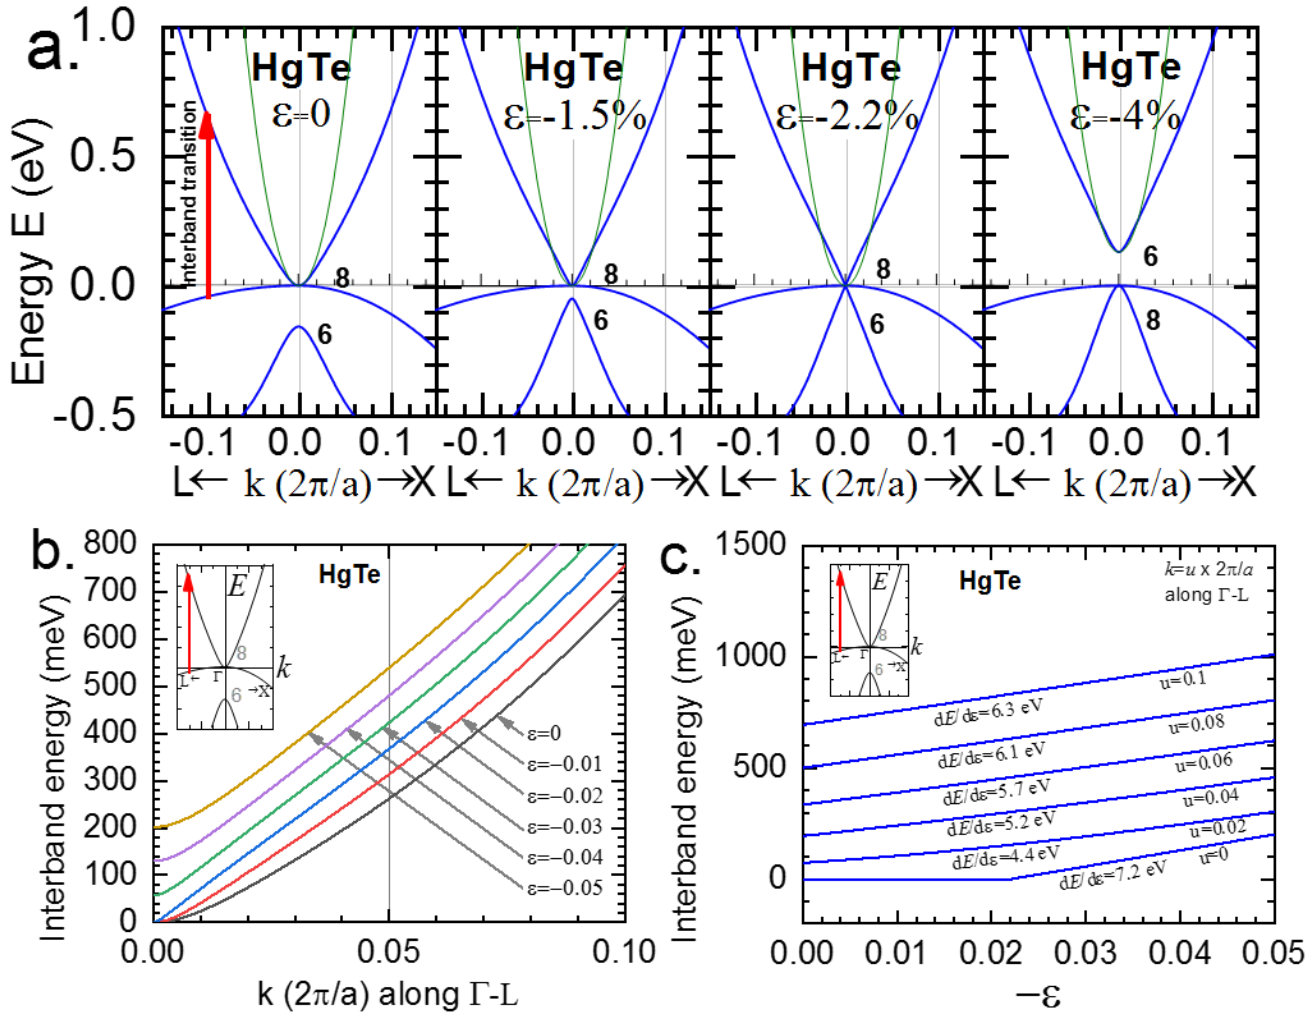 a.
Energy E (eV)
1.0
0.5
0.0
-0.5
HgTe
ε=0
Interband transition
8
6
HgTe
ε=-1.5%
8
6
HgTe
ε=-2.2%
8
6
HgTe
ε=-4%
6
8
-0.1 0.0 0.1 -0.1 0.0 0.1 -0.1 0.0 0.1 -0.1 0.0 0.1
L← k (2π/a) →X L← k (2π/a) →X L← k (2π/a) →X L← k (2π/a) →X
b.
Interband energy (meV)
800
700
600
500
400
300
200
100
0
HgTe
E
k
8
L← Γ →X
6
ε=0
ε=−0.01
ε=−0.02
ε=−0.03
ε=−0.04
ε=−0.05
0.00 0.05 0.10
k (2π/a) along Γ-L
c.
Interband energy (meV)
1500
1000
500
0
HgTe
k=u x 2π/a
along Γ-L
E
k
8
L← Γ →X
6
u=0.1
dE/dε=6.3 eV
u=0.08
dE/dε=6.1 eV
u=0.06
dE/dε=5.7 eV
u=0.04
dE/dε=5.2 eV
u=0.02
dE/dε=4.4 eV
u=0
dE/dε=7.2 eV
0.00 0.01 0.02 0.03 0.04 0.05
−ε